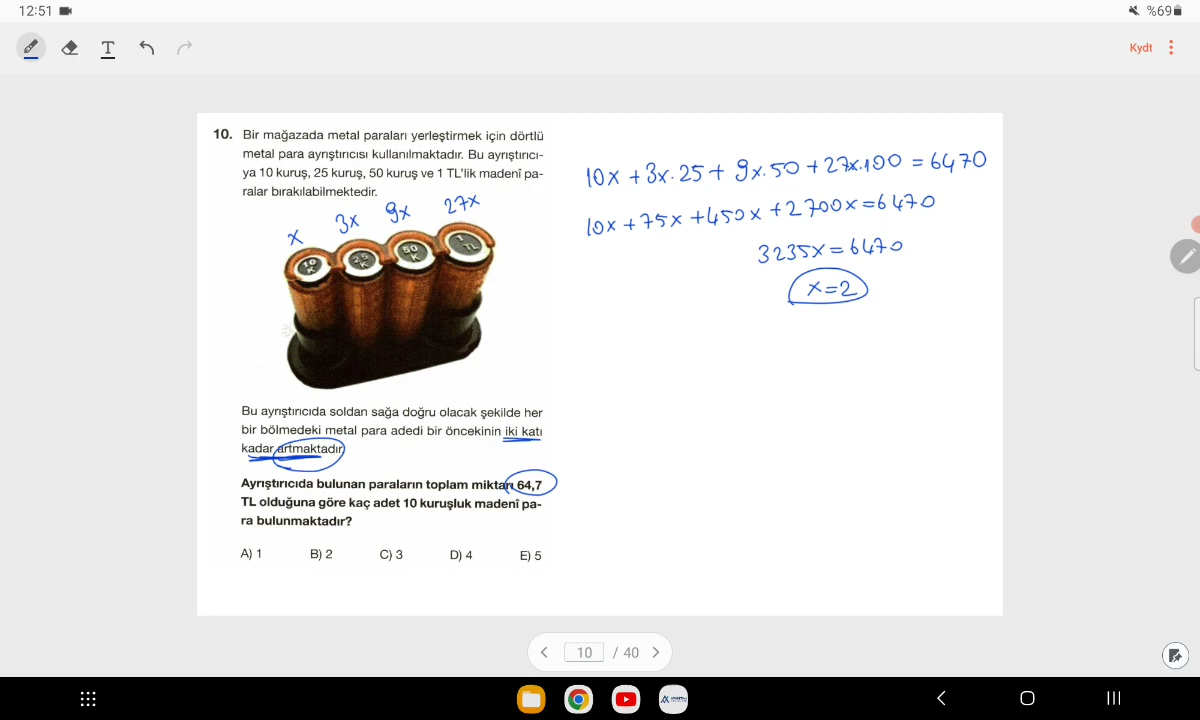 12:51
%69
T
Kydt
10. Bir mağazada metal paraları yerleştirmek için dörtlü
metal para ayrıştırıcısı kullanılmaktadır. Bu ayrıştırıcı-
ya 10 kuruş, 25 kuruş, 50 kuruş ve 1 TL'lik madenî pa-
ralar bırakılabilmektedir.
x 3x 9x 27x
10 K
25 K
50 K
1 TL
Bu ayrıştırıcıda soldan sağa doğru olacak şekilde her
bir bölmedeki metal para adedi bir öncekinin iki katı
kadar artmaktadır.
Ayrıştırıcıda bulunan paraların toplam miktarı 64,7
TL olduğuna göre kaç adet 10 kuruşluk madenî pa-
ra bulunmaktadır?
A) 1 B) 2 C) 3 D) 4 E) 5
10x + 3x.25 + 9x.50 + 27x.100 = 6470
10x + 75x + 450x + 2700x = 6470
3235x = 6470
x = 2
10 / 40